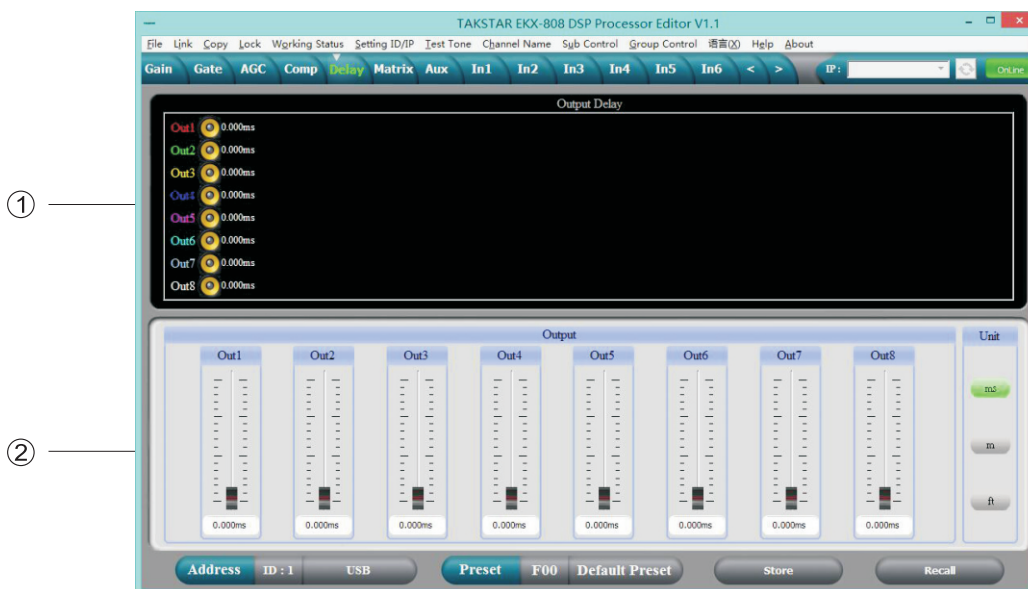 TAKSTAR EKX-808 DSP Processor Editor V1.1
File Link Copy Lock Working Status Setting ID/IP Test Tone Channel Name Sub Control Group Control 语言(X) Help About
Gain Gate AGC Comp Delay Matrix Aux In1 In2 In3 In4 In5 In6 < > IP: OnLine
Output Delay
Out1 0.000ms
Out2 0.000ms
Out3 0.000ms
① Out4 0.000ms
Out5 0.000ms
Out6 0.000ms
Out7 0.000ms
Out8 0.000ms
Output Unit
Out1 Out2 Out3 Out4 Out5 Out6 Out7 Out8
ms
② m
ft
0.000ms 0.000ms 0.000ms 0.000ms 0.000ms 0.000ms 0.000ms 0.000ms
Address ID : 1 USB Preset F00 Default Preset Store Recall